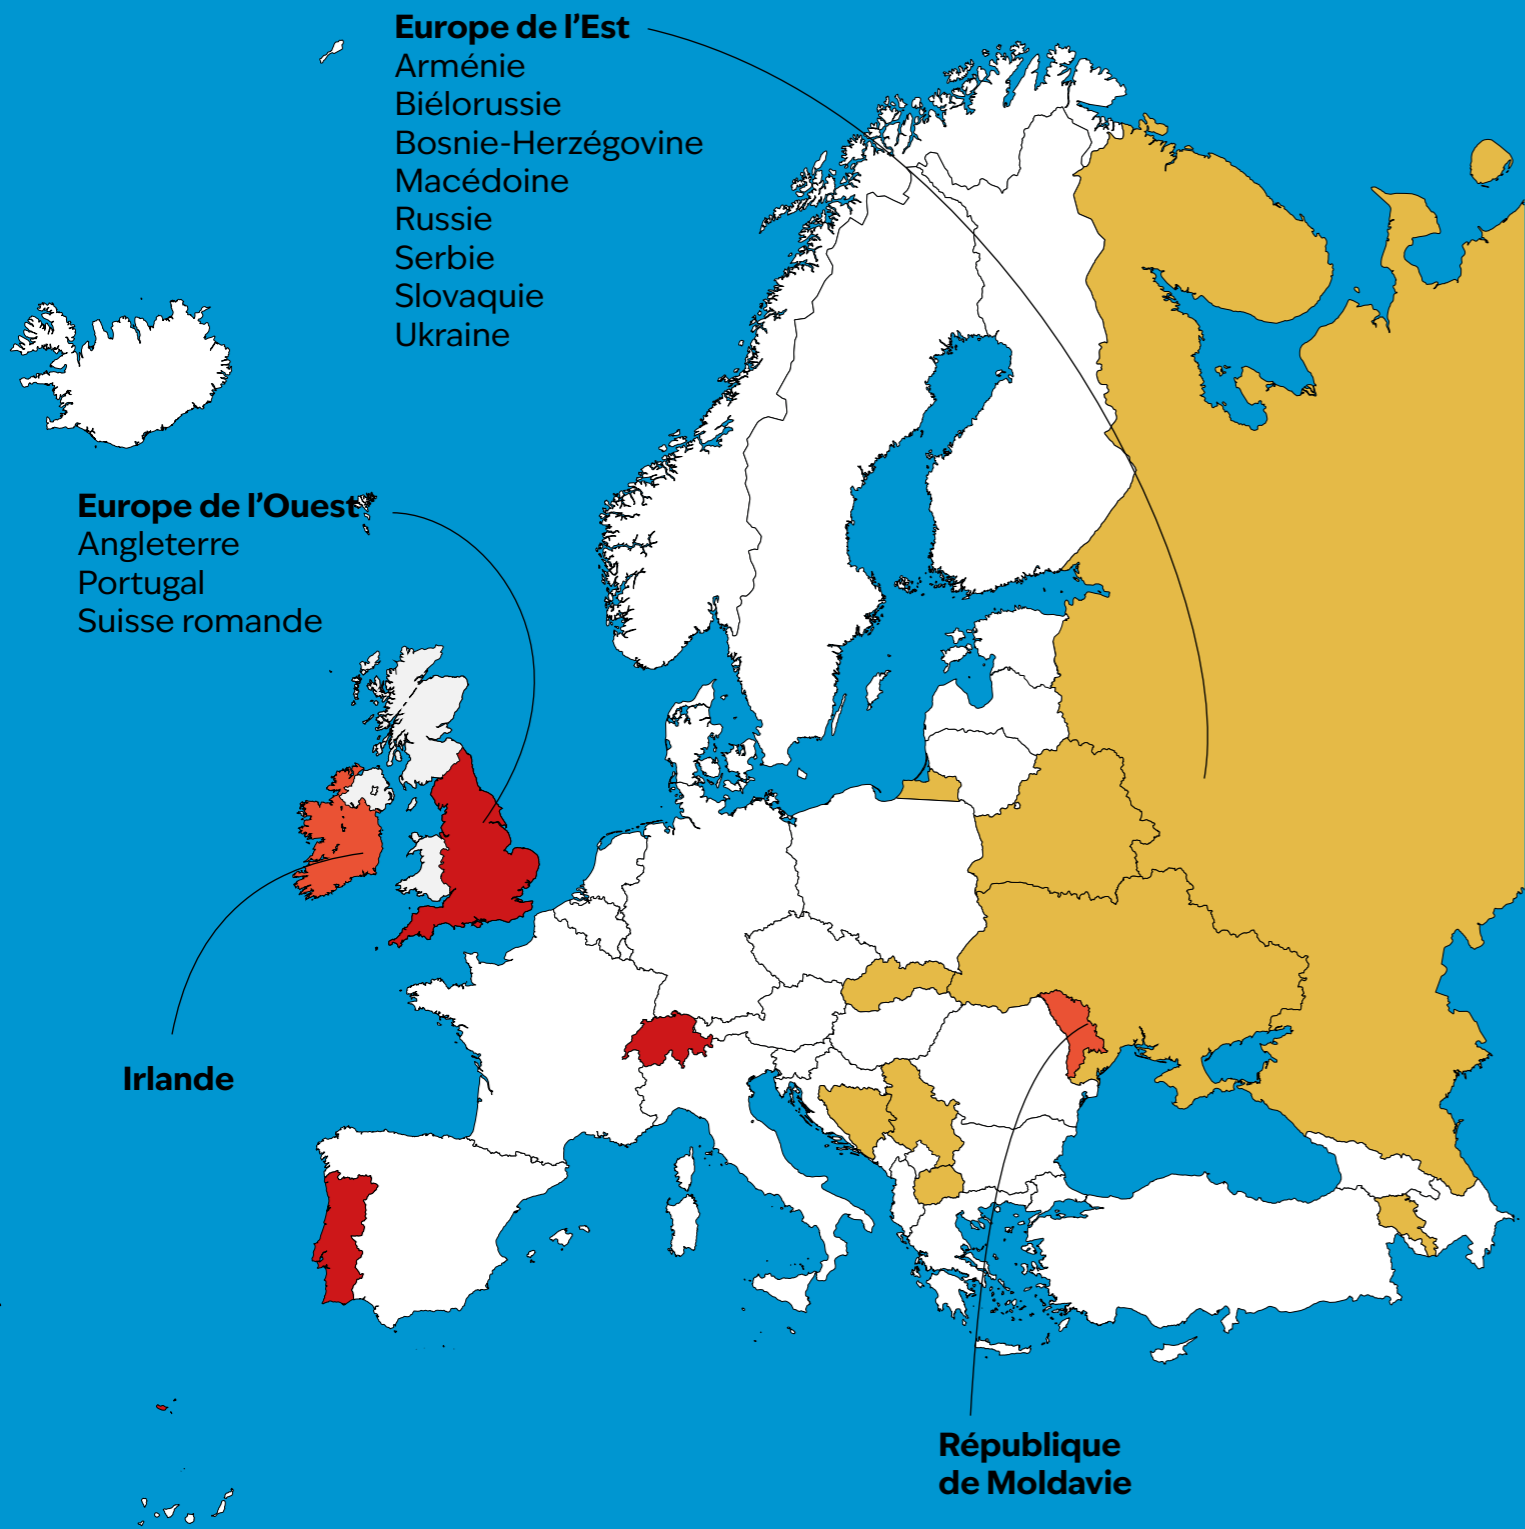 Europe de l'Est
Arménie
Biélorussie
Bosnie-Herzégovine
Macédoine
Russie
Serbie
Slovaquie
Ukraine
Europe de l'Ouest
Angleterre
Portugal
Suisse romande
Irlande
République
de Moldavie